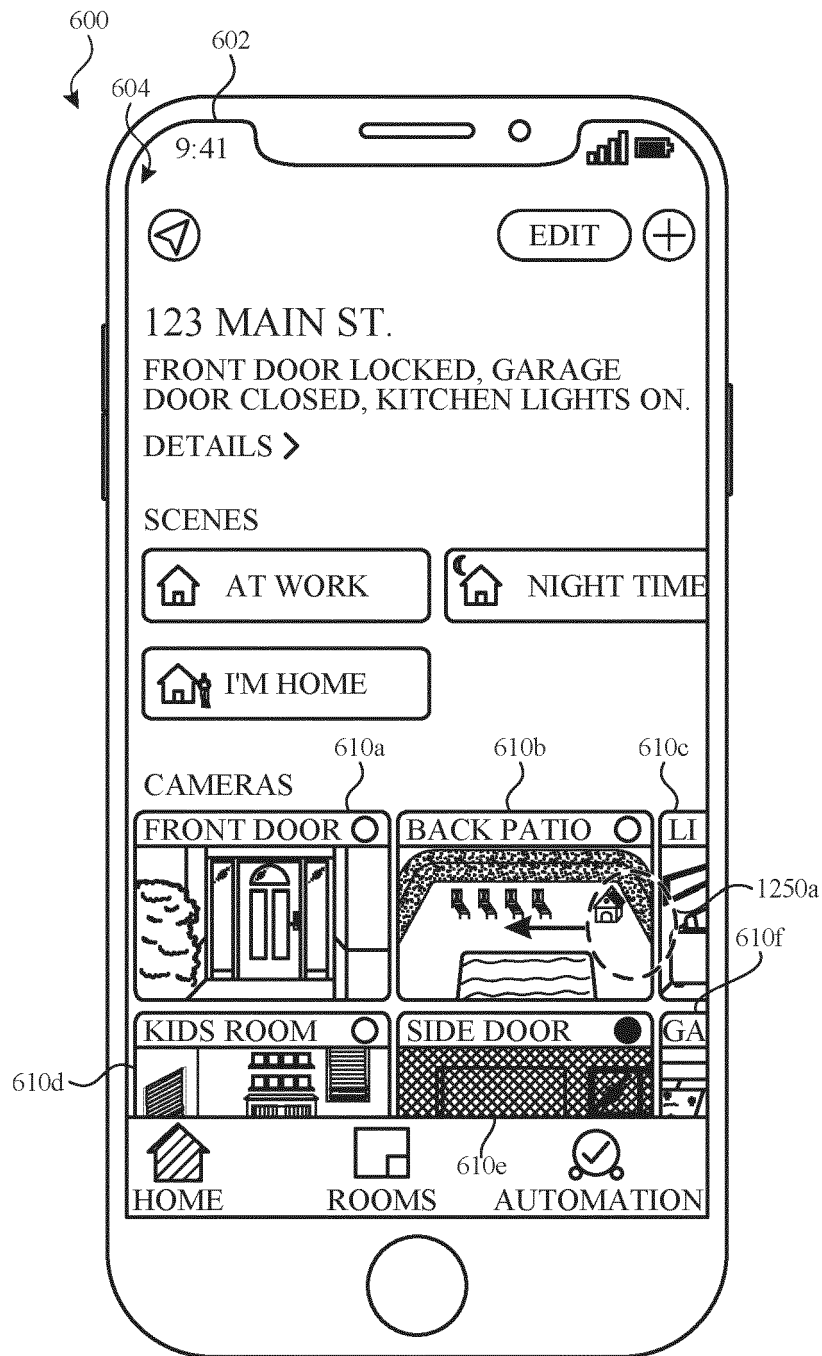 600
602
604
9:41
EDIT
123 MAIN ST.
FRONT DOOR LOCKED, GARAGE
DOOR CLOSED, KITCHEN LIGHTS ON.
DETAILS
SCENES
AT WORK
NIGHT TIME
I'M HOME
610a
610b
610c
CAMERAS
FRONT DOOR
BACK PATIO
LI
1250a
610f
KIDS ROOM
SIDE DOOR
GA
610d
610e
HOME
ROOMS
AUTOMATION